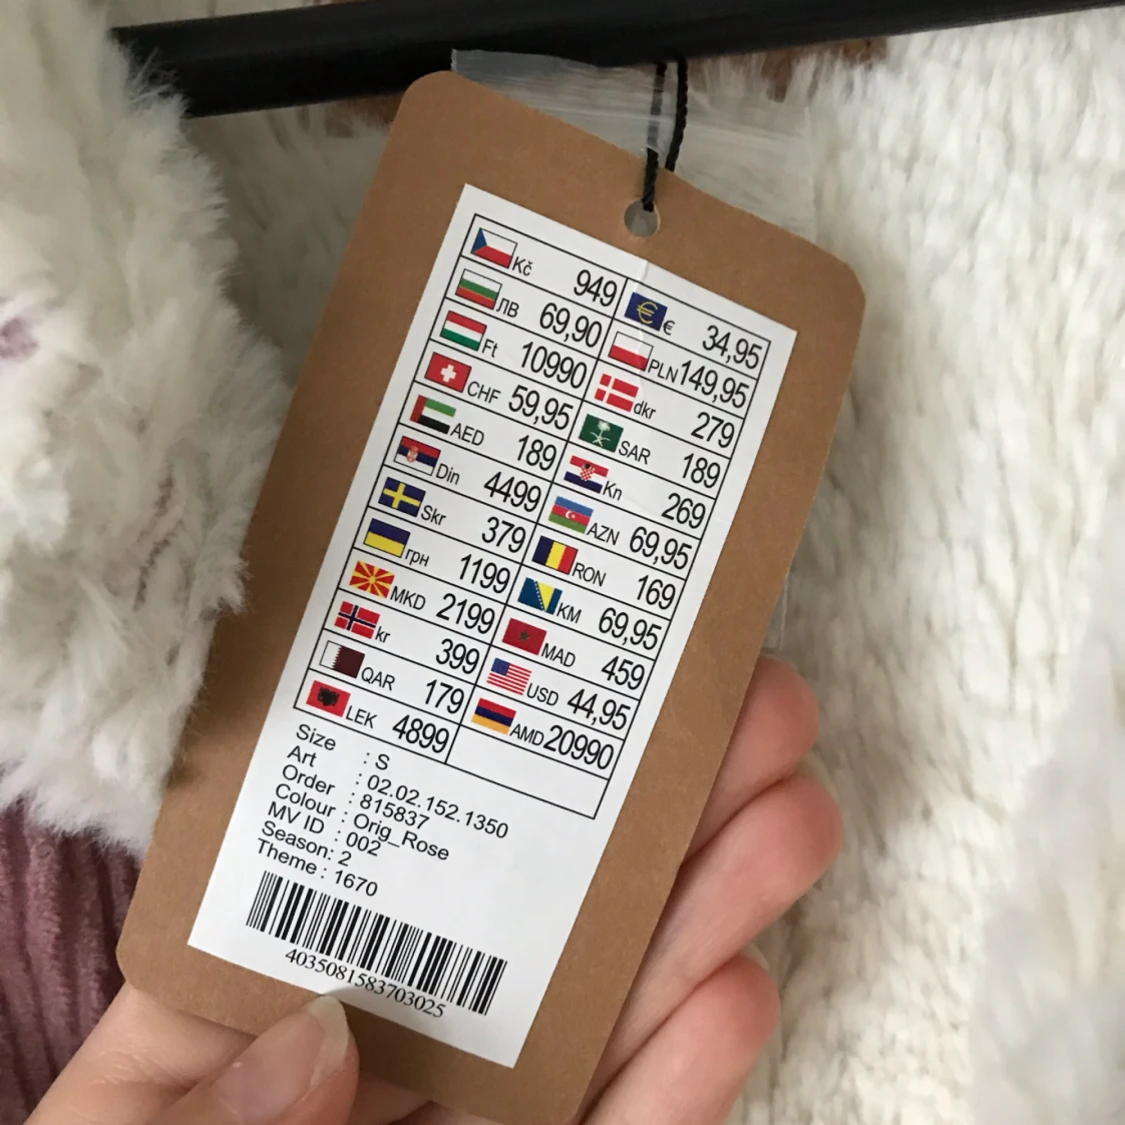 Kč 949
€ 34,95
ЛВ 69,90
PLN 149,95
Ft 10990
dkr 279
CHF 59,95
SAR 189
AED 189
Kn 269
Din 4499
AZN 69,95
Skr 379
RON 169
грн 1199
KM 69,95
MKD 2199
MAD 459
kr 399
USD 44,95
QAR 179
AMD 20990
LEK 4899
Size : S
Art : 02.02.152.1350
Order : 815837
Colour : Orig_Rose
MV ID : 002
Season: 2
Theme : 1670
4035081583703025